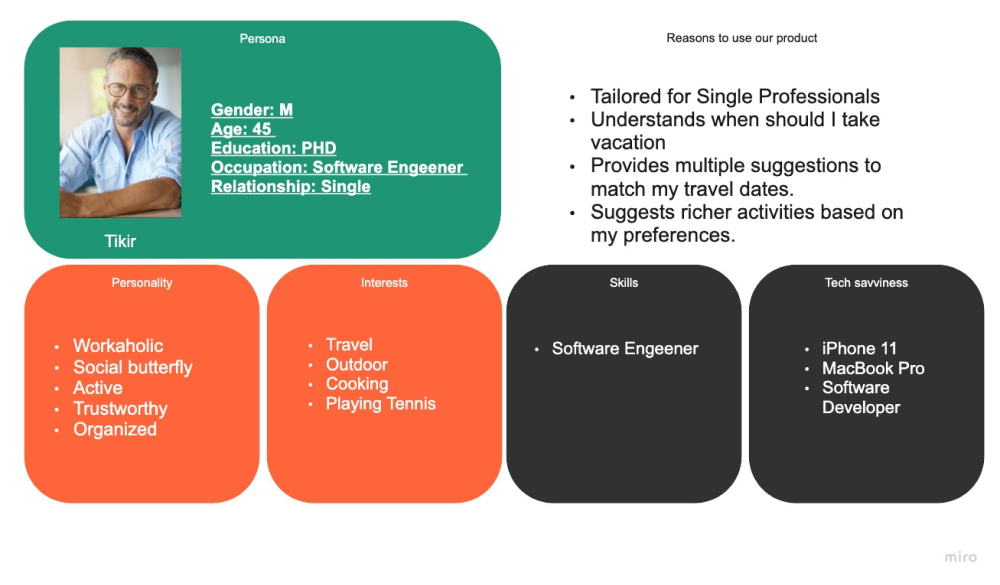 Persona
Gender: M
Age: 45
Education: PHD
Occupation: Software Engeener
Relationship: Single
Tikir
Reasons to use our product
• Tailored for Single Professionals
• Understands when should I take
vacation
• Provides multiple suggestions to
match my travel dates.
• Suggests richer activities based on
my preferences.
Personality
• Workaholic
• Social butterfly
• Active
• Trustworthy
• Organized
Interests
• Travel
• Outdoor
• Cooking
• Playing Tennis
Skills
• Software Engeener
Tech savviness
• iPhone 11
• MacBook Pro
• Software
Developer
miro